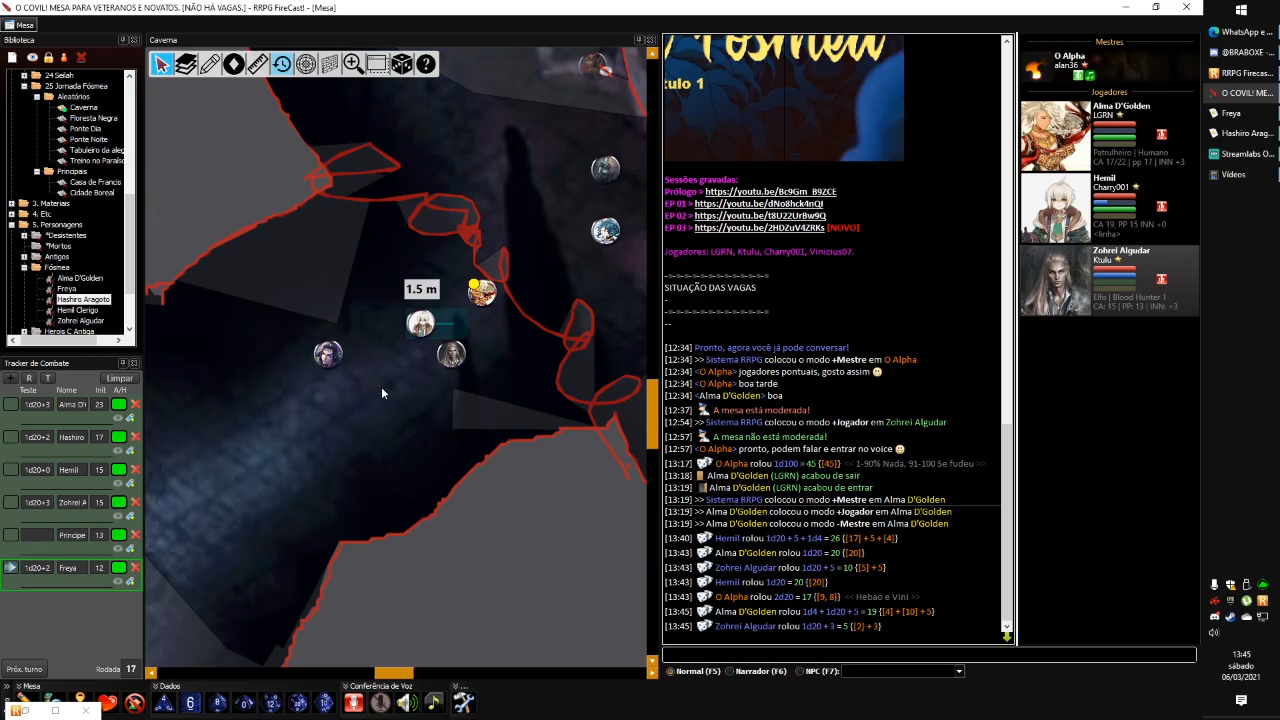 O COVIL! MESA PARA VETERANOS E NOVATOS. [NÃO HÁ VAGAS.] - RRPG FireCast! - [Mesa]
Mesa
Biblioteca
24 Seilah
25 Jornada Fósmea
Aleatórios
Caverna
Floresta Negra
Ponte Dia
Ponte Noite
Tabuleiro da aleg
Treino no Paraíso
Principais
Casa de Francis
Cidade Boreal
3. Materiais
4. Etc
5. Personagens
*Desistentes
*Mortos
Antigos
Fósmea
Alma D'Golden
Freya
Hashiro Aragoto
Hemil Clerigo
Zohrei Algudar
Herois C Antiga
Tracker de Combate
R
T
Limpar
Teste Nome Init A/H
1d20+3 Alma D'( 23
1d20+2 Hashiro 17
1d20+0 Hemil 15
1d20+3 Zohrei A 15
Principe 13
1d20+2 Freya 12
Próx. turno
Rodada 17
Caverna
1.5 m
ulo 1
Sessões gravadas:
Prólogo > https://youtu.be/Bc9Gm_B9ZCE
EP 01 > https://youtu.be/dNo8hck4nQI
EP 02 > https://youtu.be/t8U22UrBw9Q
EP 03 > https://youtu.be/2HDZuV4ZRKs [NOVO]
Jogadores: LGRN, Ktulu, Charry001, Vinicius07.
-=-=-=-=-=-=-=-=-=-=-=-=-=
SITUAÇÃO DAS VAGAS
-
-=-=-=-=-=-=-=-=-=-=-=-=-=
--
[12:34] Pronto, agora você já pode conversar!
[12:34] >> Sistema RRPG colocou o modo +Mestre em O Alpha
[12:34] <O Alpha> jogadores pontuais, gosto assim
[12:34] <O Alpha> boa tarde
[12:34] <Alma D'Golden> boa
[12:37] A mesa está moderada!
[12:54] >> Sistema RRPG colocou o modo +Jogador em Zohrei Algudar
[12:57] A mesa não está moderada!
[12:57] <O Alpha> pronto, podem falar e entrar no voice
[13:17] O Alpha rolou 1d100 = 45 {[45]} << 1-90% Nada, 91-100 Se fudeu >>
[13:18] Alma D'Golden (LGRN) acabou de sair
[13:19] Alma D'Golden (LGRN) acabou de entrar
[13:19] >> Sistema RRPG colocou o modo +Mestre em Alma D'Golden
[13:19] >> Alma D'Golden colocou o modo +Jogador em Alma D'Golden
[13:19] >> Alma D'Golden colocou o modo -Mestre em Alma D'Golden
[13:40] Hemil rolou 1d20 + 5 + 1d4 = 26 {[17] + 5 + [4]}
[13:43] Alma D'Golden rolou 1d20 = 20 {[20]}
[13:43] Zohrei Algudar rolou 1d20 + 5 = 10 {[5] + 5}
[13:43] Hemil rolou 1d20 = 20 {[20]}
[13:43] O Alpha rolou 2d20 = 17 {[9, 8]} << Hebao e Vini >>
[13:45] Alma D'Golden rolou 1d4 + 1d20 + 5 = 19 {[4] + [10] + 5}
[13:45] Zohrei Algudar rolou 1d20 + 3 = 5 {[2] + 3}
Normal (F5) Narrador (F6) NPC (F7):
Mestres
O Alpha
alan36
Jogadores
Alma D'Golden
LGRN
Patrulheiro | Humano
CA 17/22 | pp 17 | INN +3
Hemil
Charry001
CA 19, PP 15 INN +0
<linha>
Zohrei Algudar
Ktulu
Elfo | Blood Hunter 1
CA: 15 | PP: 13 | INN: +3
WhatsApp e ...
@BRABOXE -...
RRPG Firecas...
O COVIL! ME...
Freya
Hashiro Arag...
Streamlabs O...
Vídeos
13:45
sábado
06/03/2021
Mesa
Dados
Conferência de Voz
...